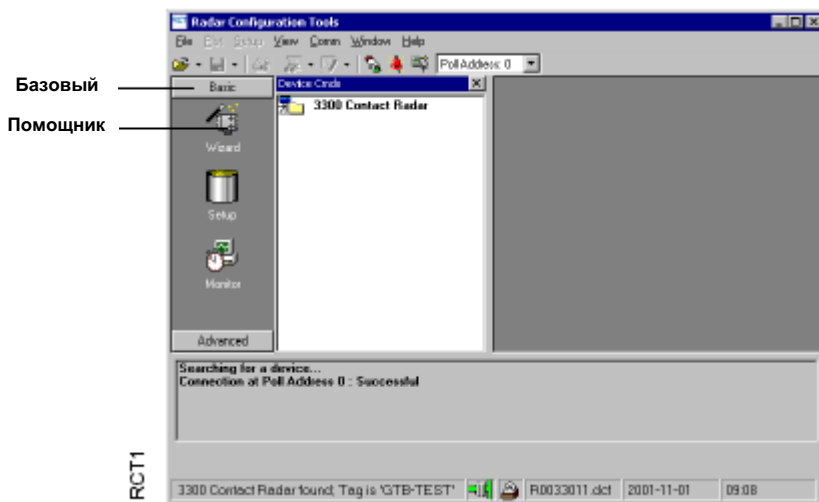 Radar Configuration Tools
File Edit Setup View Comm Window Help
Poll Address: 0
Базовый
Basic
Device Cmds
3300 Contact Radar
Помощник
Wizard
Setup
Monitor
Advanced
Searching for a device...
Connection at Poll Address 0 : Successful
RCT1
3300 Contact Radar found; Tag is 'GTB-TEST'
R0033011.dct
2001-11-01
09:08